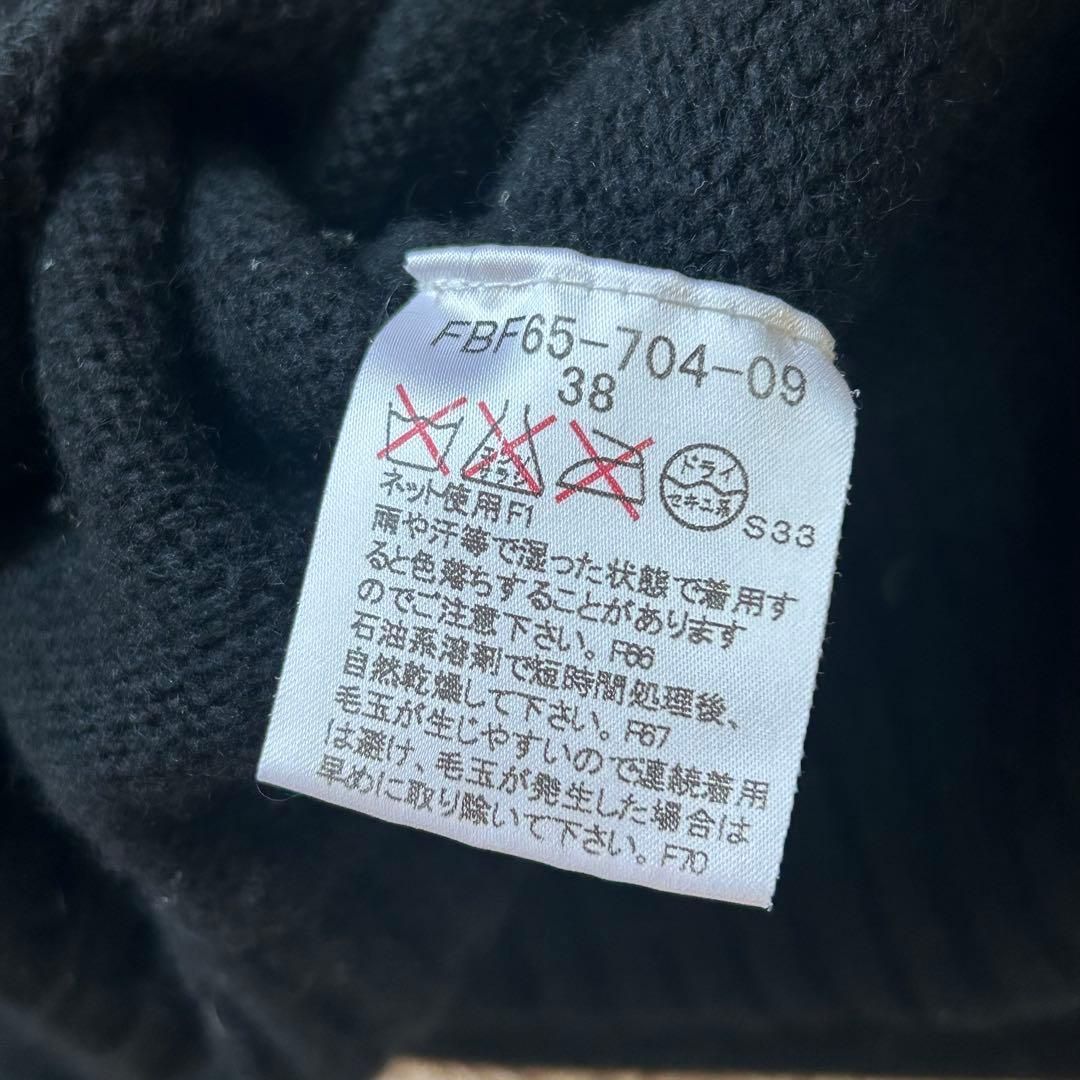 FBF65-704-09
38
エンソ
サラシ
ドライ
セキユ系
S33
ネット使用F1
雨や汗等で湿った状態で着用す
ると色落ちすることがあります
のでご注意下さい。F66
石油系溶剤で短時間処理後、
自然乾燥して下さい。F67
毛玉が生じやすいので連続着用
は避け、毛玉が発生した場合は
早めに取り除いて下さい。F70